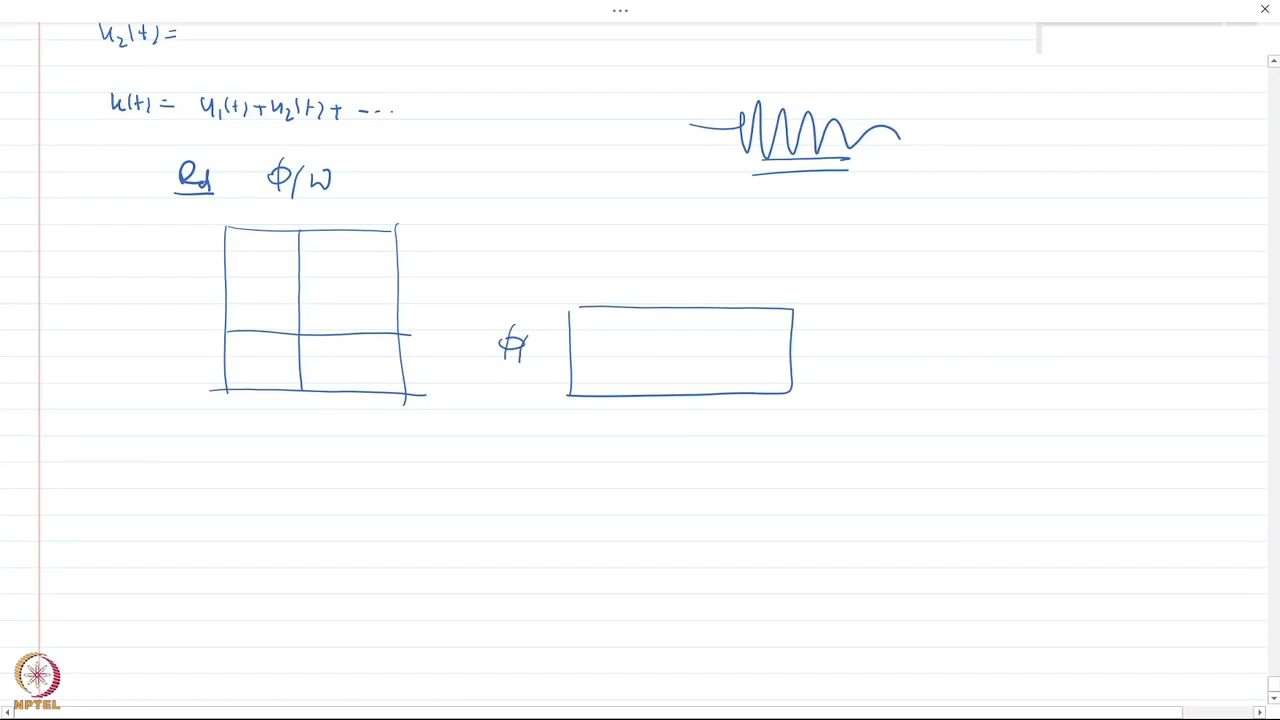 u₂(t) =
u(t) = u₁(t) + u₂(t) + ---.
Rd φ/ω
φ
NPTEL